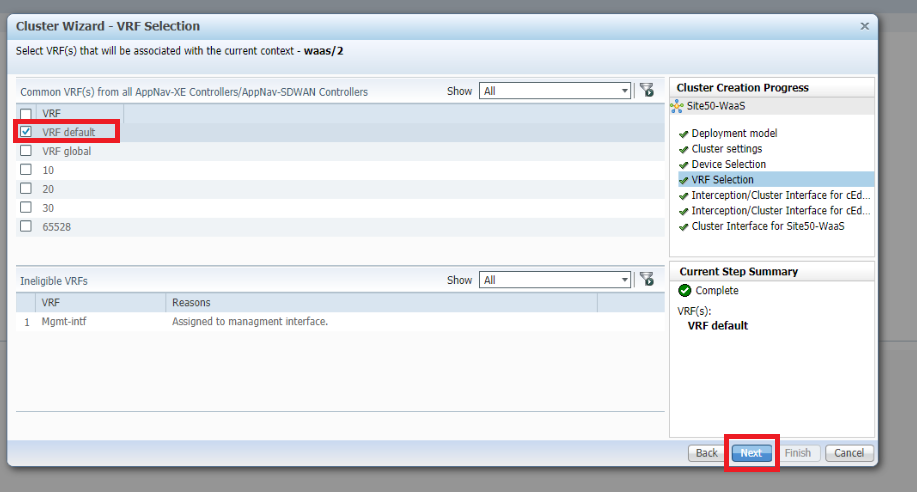 Cluster Wizard - VRF Selection
Select VRF(s) that will be associated with the current context - waas/2
Common VRF(s) from all AppNav-XE Controllers/AppNav-SDWAN Controllers Show All
VRF
VRF default
VRF global
10
20
30
65528
Ineligible VRFs Show All
VRF Reasons
1 Mgmt-intf Assigned to managment interface.
Cluster Creation Progress
Site50-WaaS
Deployment model
Cluster settings
Device Selection
VRF Selection
Interception/Cluster Interface for cEd...
Interception/Cluster Interface for cEd...
Cluster Interface for Site50-WaaS
Current Step Summary
Complete
VRF(s):
VRF default
Back Next Finish Cancel